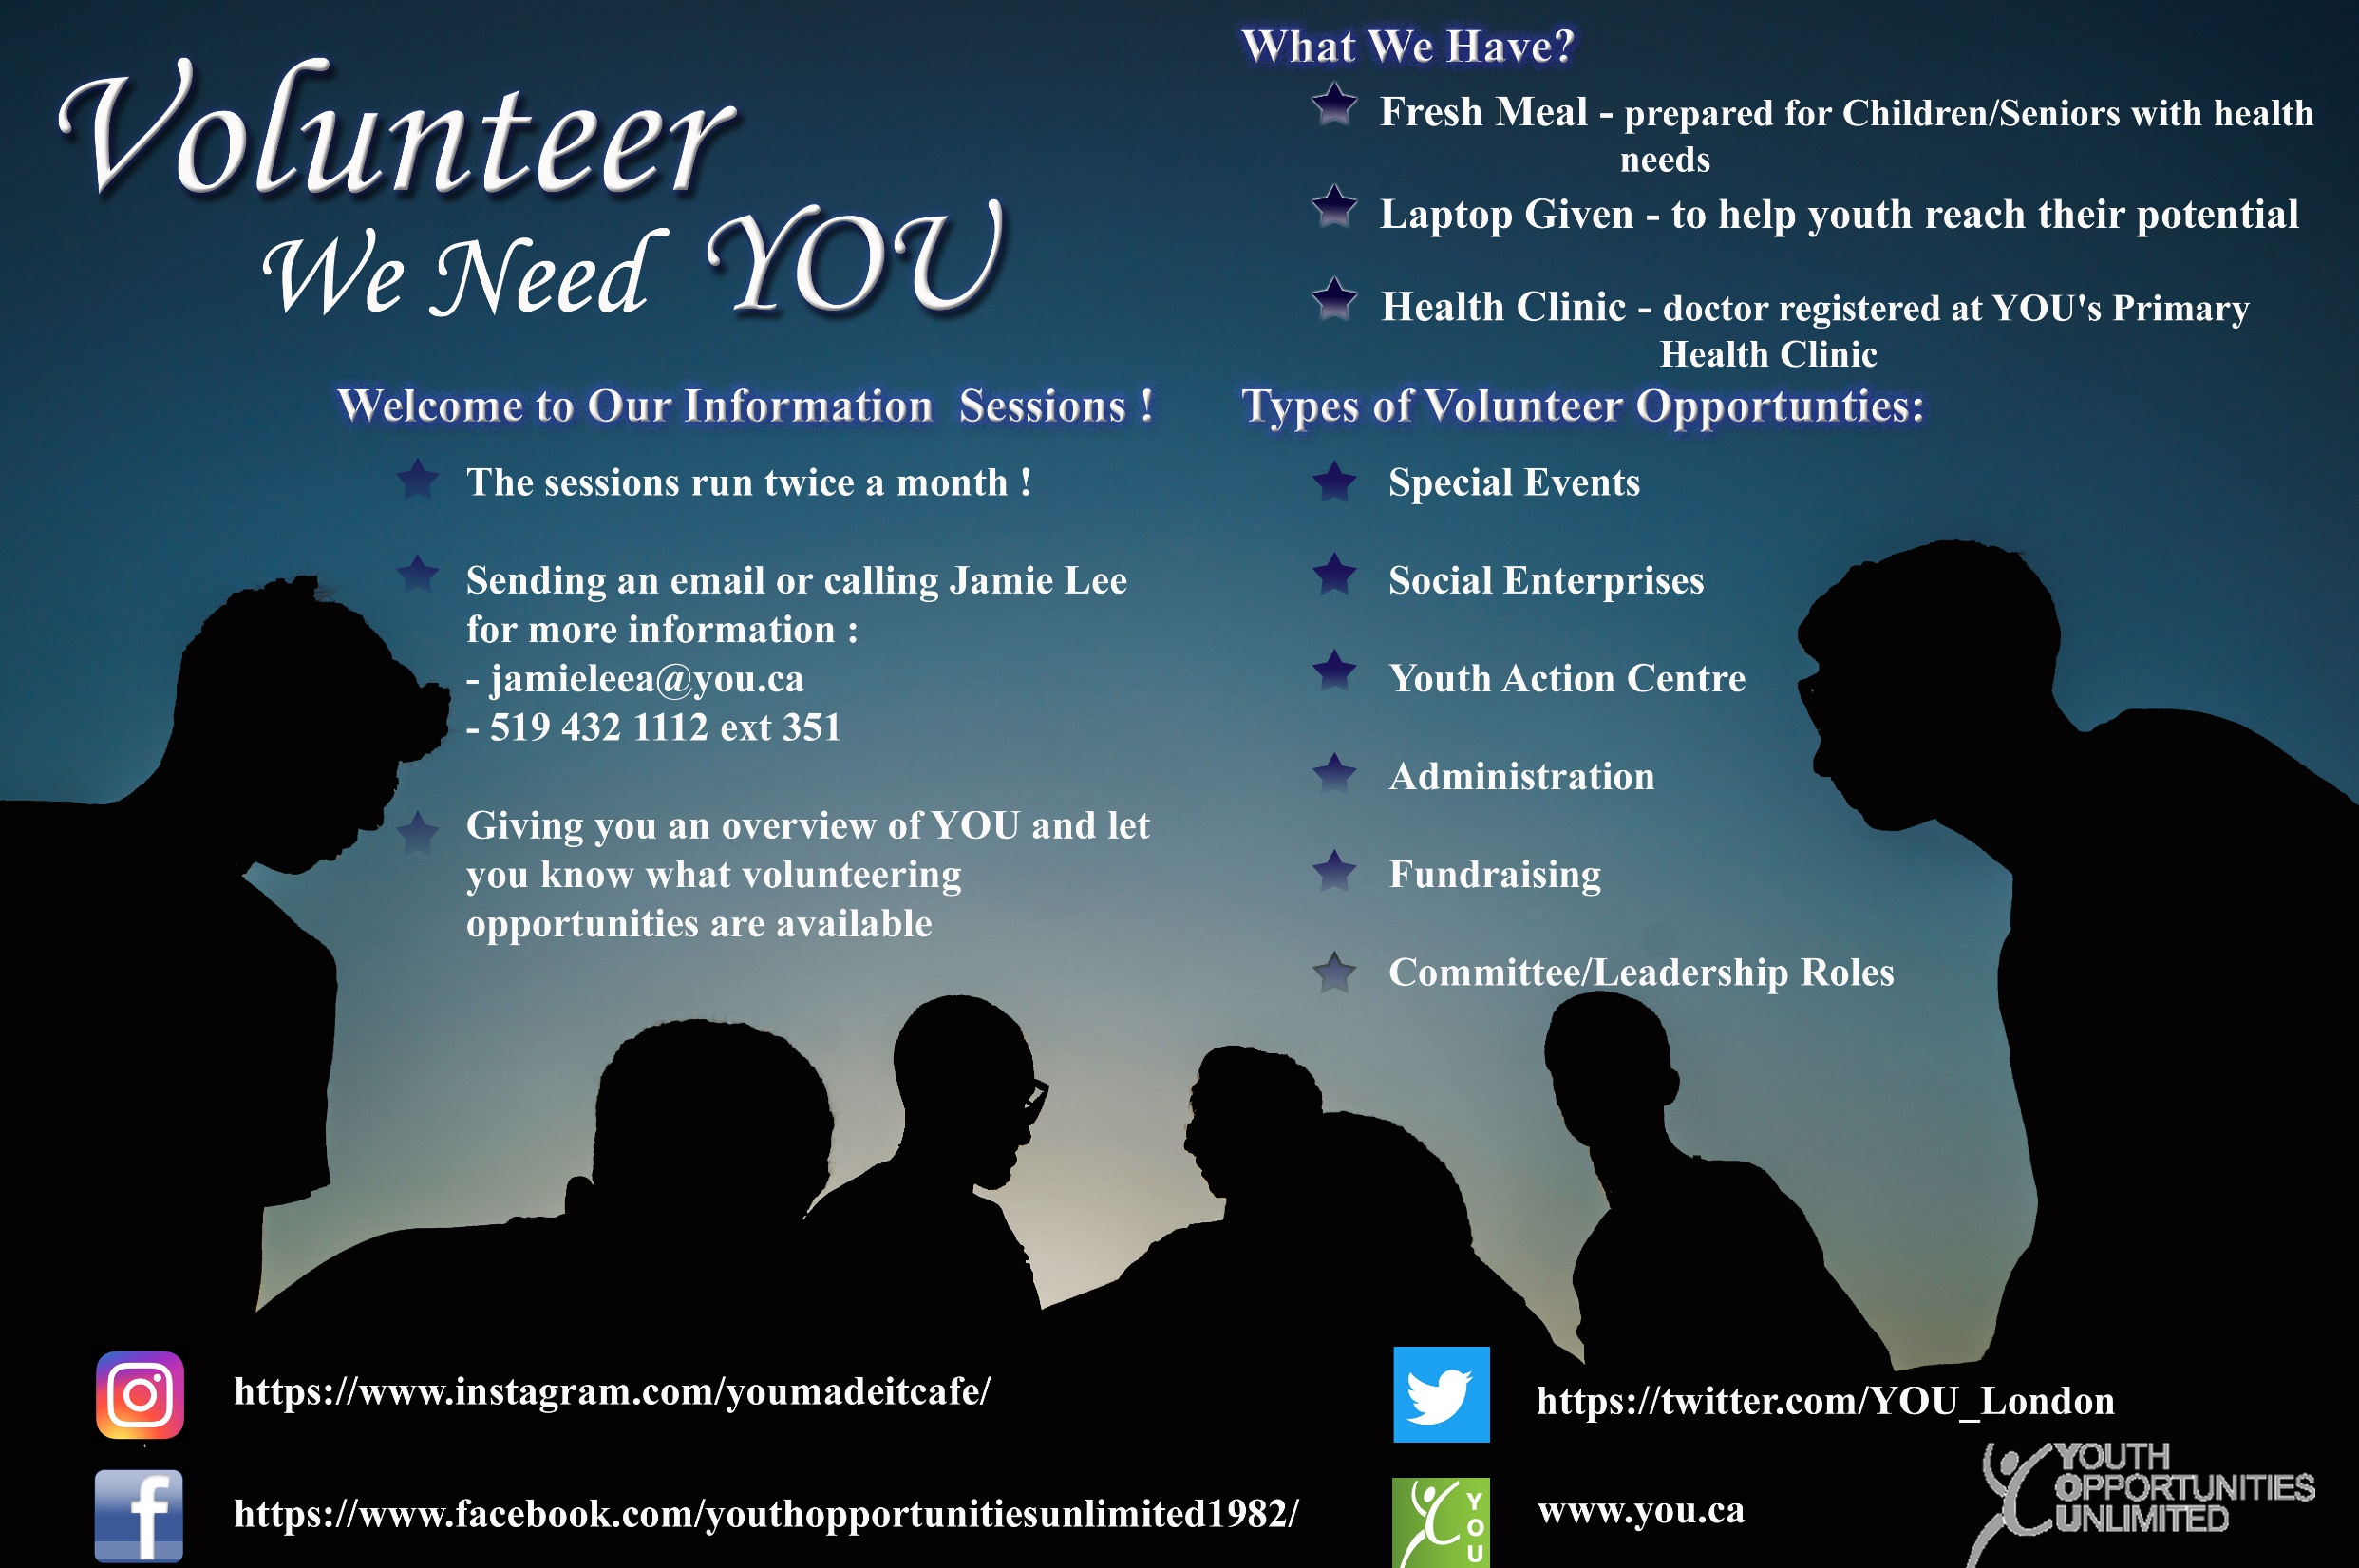 Volunteer
We Need YOU
What We Have?
Fresh Meal - prepared for Children/Seniors with health
needs
Laptop Given - to help youth reach their potential
Health Clinic - doctor registered at YOU's Primary
Health Clinic
Welcome to Our Information Sessions !
The sessions run twice a month !
Sending an email or calling Jamie Lee
for more information :
- jamieleea@you.ca
- 519 432 1112 ext 351
Giving you an overview of YOU and let
you know what volunteering
opportunities are available
Types of Volunteer Opportunties:
Special Events
Social Enterprises
Youth Action Centre
Administration
Fundraising
Committee/Leadership Roles
https://www.instagram.com/youmadeitcafe/
https://www.facebook.com/youthopportunitiesunlimited1982/
https://twitter.com/YOU_London
YOU
www.you.ca
YOUTH
OPPORTUNITIES
UNLIMITED